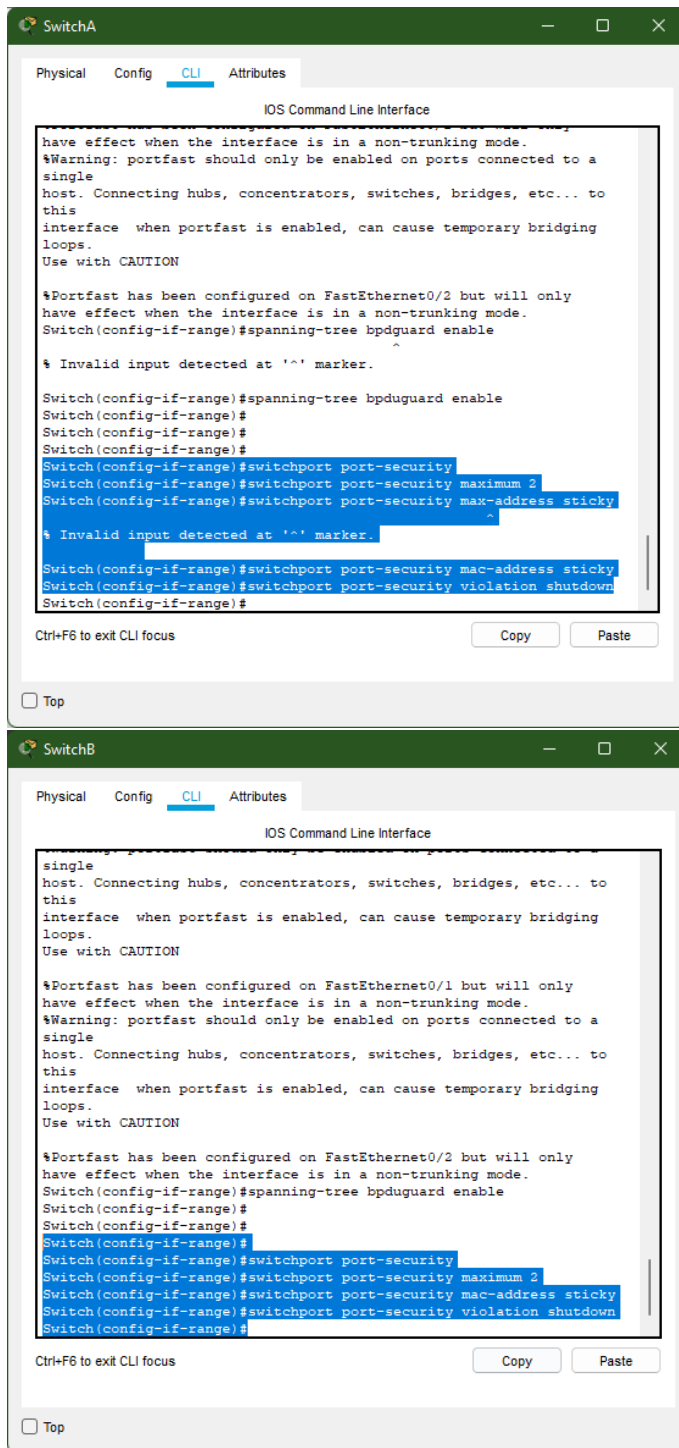 SwitchA
Physical Config CLI Attributes
IOS Command Line Interface
have effect when the interface is in a non-trunking mode.
%Warning: portfast should only be enabled on ports connected to a
single
host. Connecting hubs, concentrators, switches, bridges, etc... to
this
interface  when portfast is enabled, can cause temporary bridging
loops.
Use with CAUTION
%Portfast has been configured on FastEthernet0/2 but will only
have effect when the interface is in a non-trunking mode.
Switch(config-if-range)#spanning-tree bpdguard enable
^
% Invalid input detected at '^' marker.
Switch(config-if-range)#spanning-tree bpduguard enable
Switch(config-if-range)#
Switch(config-if-range)#
Switch(config-if-range)#
Switch(config-if-range)#switchport port-security
Switch(config-if-range)#switchport port-security maximum 2
Switch(config-if-range)#switchport port-security max-address sticky
^
% Invalid input detected at '^' marker.
Switch(config-if-range)#switchport port-security mac-address sticky
Switch(config-if-range)#switchport port-security violation shutdown
Switch(config-if-range)#
Ctrl+F6 to exit CLI focus
Copy Paste
Top
SwitchB
Physical Config CLI Attributes
IOS Command Line Interface
single
host. Connecting hubs, concentrators, switches, bridges, etc... to
this
interface  when portfast is enabled, can cause temporary bridging
loops.
Use with CAUTION
%Portfast has been configured on FastEthernet0/1 but will only
have effect when the interface is in a non-trunking mode.
%Warning: portfast should only be enabled on ports connected to a
single
host. Connecting hubs, concentrators, switches, bridges, etc... to
this
interface  when portfast is enabled, can cause temporary bridging
loops.
Use with CAUTION
%Portfast has been configured on FastEthernet0/2 but will only
have effect when the interface is in a non-trunking mode.
Switch(config-if-range)#spanning-tree bpduguard enable
Switch(config-if-range)#
Switch(config-if-range)#
Switch(config-if-range)#
Switch(config-if-range)#switchport port-security
Switch(config-if-range)#switchport port-security maximum 2
Switch(config-if-range)#switchport port-security mac-address sticky
Switch(config-if-range)#switchport port-security violation shutdown
Switch(config-if-range)#
Ctrl+F6 to exit CLI focus
Copy Paste
Top